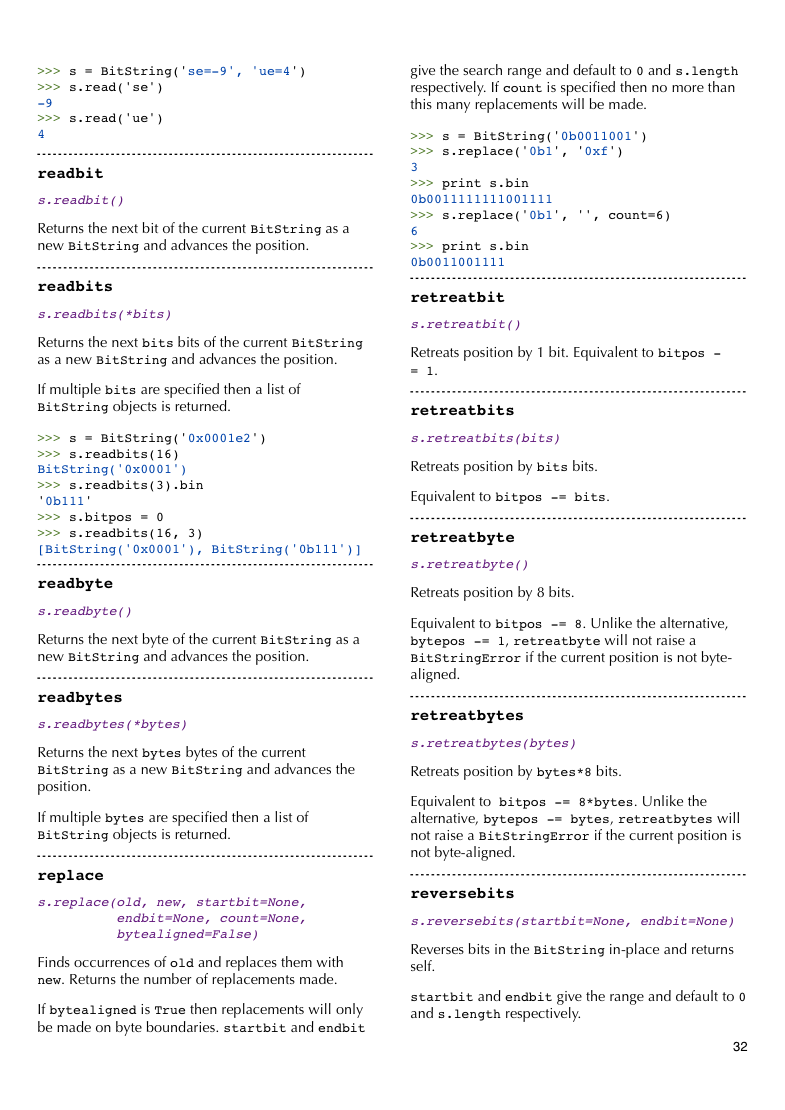 >>> s = BitString('se=-9', 'ue=4')
>>> s.read('se')
-9
>>> s.read('ue')
4
readbit
s.readbit()
Returns the next bit of the current BitString as a
new BitString and advances the position.
readbits
s.readbits(*bits)
Returns the next bits bits of the current BitString
as a new BitString and advances the position.
If multiple bits are specified then a list of
BitString objects is returned.
>>> s = BitString('0x0001e2')
>>> s.readbits(16)
BitString('0x0001')
>>> s.readbits(3).bin
'0b111'
>>> s.bitpos = 0
>>> s.readbits(16, 3)
[BitString('0x0001'), BitString('0b111')]
readbyte
s.readbyte()
Returns the next byte of the current BitString as a
new BitString and advances the position.
readbytes
s.readbytes(*bytes)
Returns the next bytes bytes of the current
BitString as a new BitString and advances the
position.
If multiple bytes are specified then a list of
BitString objects is returned.
replace
s.replace(old, new, startbit=None,
endbit=None, count=None,
bytealigned=False)
Finds occurrences of old and replaces them with
new. Returns the number of replacements made.
If bytealigned is True then replacements will only
be made on byte boundaries. startbit and endbit
give the search range and default to 0 and s.length
respectively. If count is specified then no more than
this many replacements will be made.
>>> s = BitString('0b0011001')
>>> s.replace('0b1', '0xf')
3
>>> print s.bin
0b0011111111001111
>>> s.replace('0b1', '', count=6)
6
>>> print s.bin
0b0011001111
retreatbit
s.retreatbit()
Retreats position by 1 bit. Equivalent to bitpos -
= 1.
retreatbits
s.retreatbits(bits)
Retreats position by bits bits.
Equivalent to bitpos -= bits.
retreatbyte
s.retreatbyte()
Retreats position by 8 bits.
Equivalent to bitpos -= 8. Unlike the alternative,
bytepos -= 1, retreatbyte will not raise a
BitStringError if the current position is not byte-
aligned.
retreatbytes
s.retreatbytes(bytes)
Retreats position by bytes*8 bits.
Equivalent to bitpos -= 8*bytes. Unlike the
alternative, bytepos -= bytes, retreatbytes will
not raise a BitStringError if the current position is
not byte-aligned.
reversebits
s.reversebits(startbit=None, endbit=None)
Reverses bits in the BitString in-place and returns
self.
startbit and endbit give the range and default to 0
and s.length respectively.
32